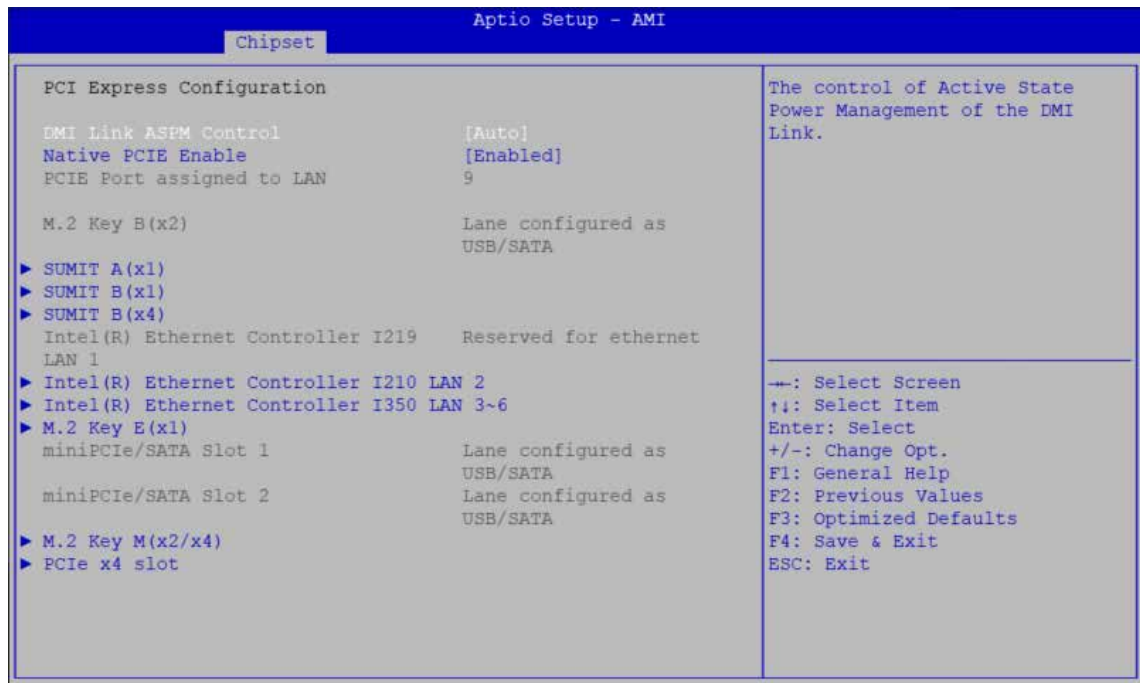 Aptio Setup - AMI
Chipset
PCI Express Configuration
DMI Link ASPM Control [Auto]
Native PCIE Enable [Enabled]
PCIE Port assigned to LAN 9
M.2 Key B(x2) Lane configured as
USB/SATA
► SUMIT A(x1)
► SUMIT B(x1)
► SUMIT B(x4)
Intel(R) Ethernet Controller I219 Reserved for ethernet
LAN 1
► Intel(R) Ethernet Controller I210 LAN 2
► Intel(R) Ethernet Controller I350 LAN 3~6
► M.2 Key E(x1)
miniPCIe/SATA Slot 1 Lane configured as
USB/SATA
miniPCIe/SATA Slot 2 Lane configured as
USB/SATA
► M.2 Key M(x2/x4)
► PCIe x4 slot
The control of Active State
Power Management of the DMI
Link.
→←: Select Screen
↑↓: Select Item
Enter: Select
+/-: Change Opt.
F1: General Help
F2: Previous Values
F3: Optimized Defaults
F4: Save & Exit
ESC: Exit